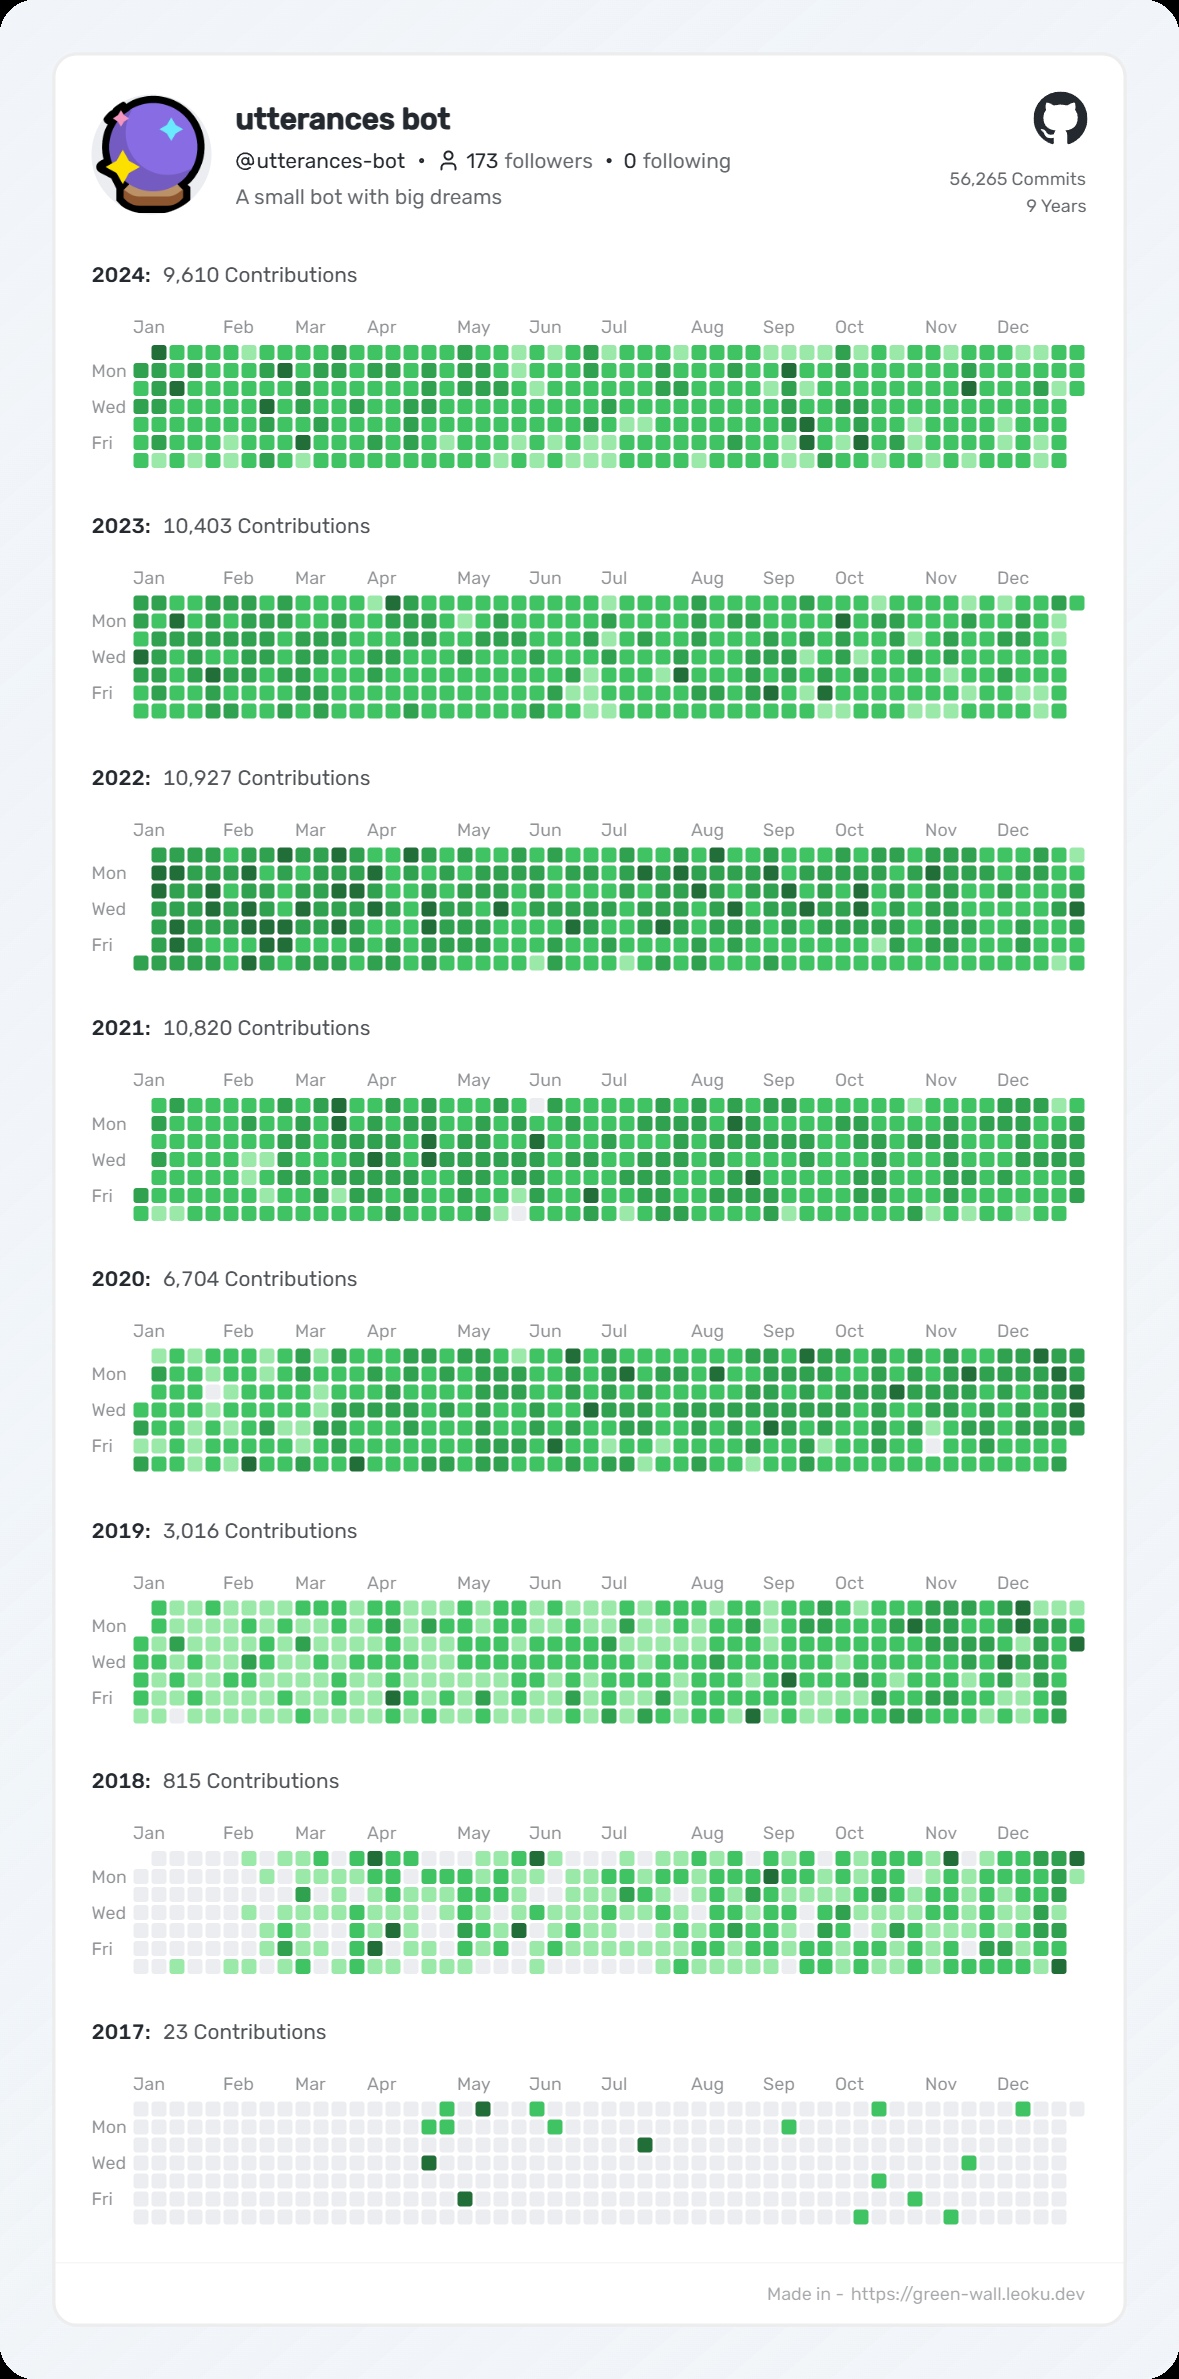 utterances bot
@utterances-bot • 173 followers • 0 following
A small bot with big dreams
56,265 Commits
9 Years
2024: 9,610 Contributions
Jan Feb Mar Apr May Jun Jul Aug Sep Oct Nov Dec
Mon
Wed
Fri
2023: 10,403 Contributions
Jan Feb Mar Apr May Jun Jul Aug Sep Oct Nov Dec
Mon
Wed
Fri
2022: 10,927 Contributions
Jan Feb Mar Apr May Jun Jul Aug Sep Oct Nov Dec
Mon
Wed
Fri
2021: 10,820 Contributions
Jan Feb Mar Apr May Jun Jul Aug Sep Oct Nov Dec
Mon
Wed
Fri
2020: 6,704 Contributions
Jan Feb Mar Apr May Jun Jul Aug Sep Oct Nov Dec
Mon
Wed
Fri
2019: 3,016 Contributions
Jan Feb Mar Apr May Jun Jul Aug Sep Oct Nov Dec
Mon
Wed
Fri
2018: 815 Contributions
Jan Feb Mar Apr May Jun Jul Aug Sep Oct Nov Dec
Mon
Wed
Fri
2017: 23 Contributions
Jan Feb Mar Apr May Jun Jul Aug Sep Oct Nov Dec
Mon
Wed
Fri
Made in - https://green-wall.leoku.dev